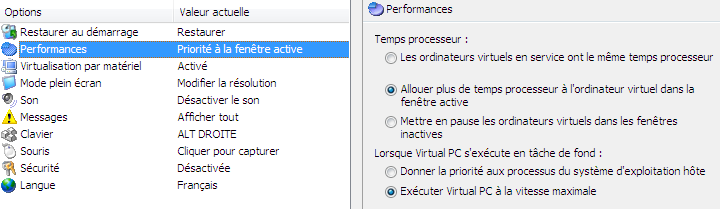 Options Valeur actuelle
Restaurer au démarrage Restaurer
Performances Priorité à la fenêtre active
Virtualisation par matériel Activé
Mode plein écran Modifier la résolution
Son Désactiver le son
Messages Afficher tout
Clavier ALT DROITE
Souris Cliquer pour capturer
Sécurité Désactivée
Langue Français
Performances
Temps processeur :
Les ordinateurs virtuels en service ont le même temps processeur
Allouer plus de temps processeur à l'ordinateur virtuel dans la
fenêtre active
Mettre en pause les ordinateurs virtuels dans les fenêtres
inactives
Lorsque Virtual PC s'exécute en tâche de fond :
Donner la priorité aux processus du système d'exploitation hôte
Exécuter Virtual PC à la vitesse maximale